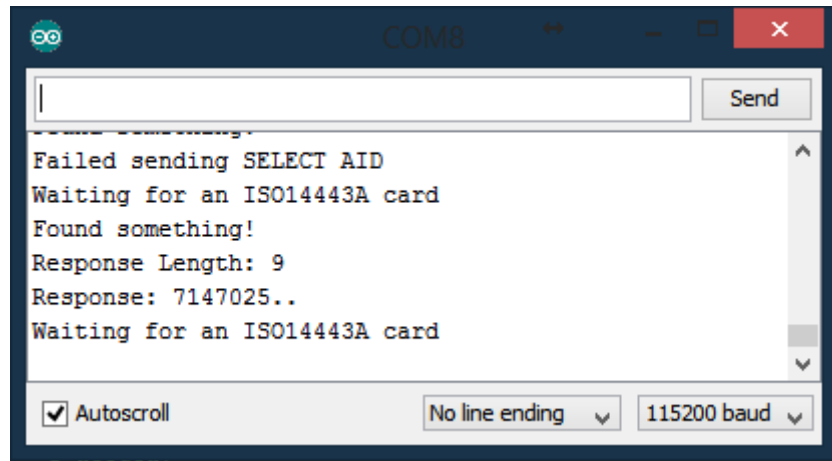 COM8
Send
Failed sending SELECT AID
Waiting for an ISO14443A card
Found something!
Response Length: 9
Response: 7147025..
Waiting for an ISO14443A card
Autoscroll
No line ending
115200 baud